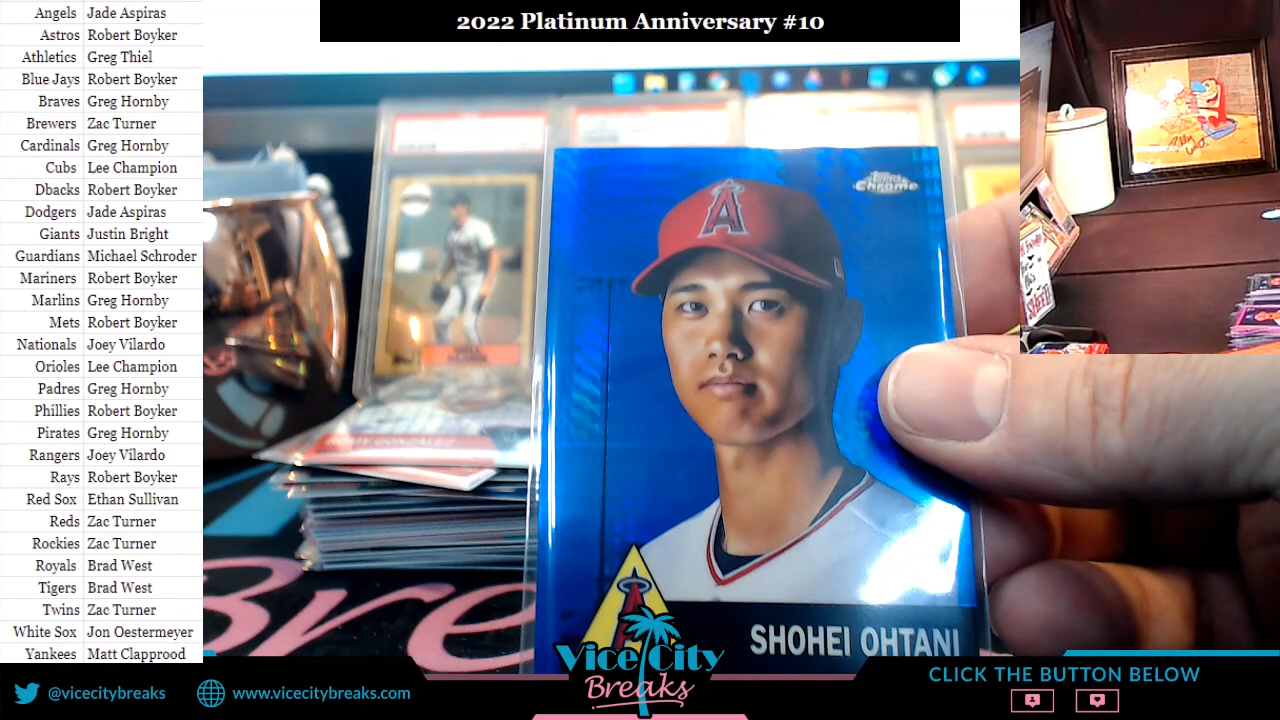 2022 Platinum Anniversary #10
Angels Jade Aspiras
Astros Robert Boyker
Athletics Greg Thiel
Blue Jays Robert Boyker
Braves Greg Hornby
Brewers Zac Turner
Cardinals Greg Hornby
Cubs Lee Champion
Dbacks Robert Boyker
Dodgers Jade Aspiras
Giants Justin Bright
Guardians Michael Schroder
Mariners Robert Boyker
Marlins Greg Hornby
Mets Robert Boyker
Nationals Joey Vilardo
Orioles Lee Champion
Padres Greg Hornby
Phillies Robert Boyker
Pirates Greg Hornby
Rangers Joey Vilardo
Rays Robert Boyker
Red Sox Ethan Sullivan
Reds Zac Turner
Rockies Zac Turner
Royals Brad West
Tigers Brad West
Twins Zac Turner
White Sox Jon Oestermeyer
Yankees Matt Clapprood
Topps
Chrome
A
SHOHEI OHTANI
Bre
Vice City
Breaks
@vicecitybreaks
www.vicecitybreaks.com
CLICK THE BUTTON BELOW